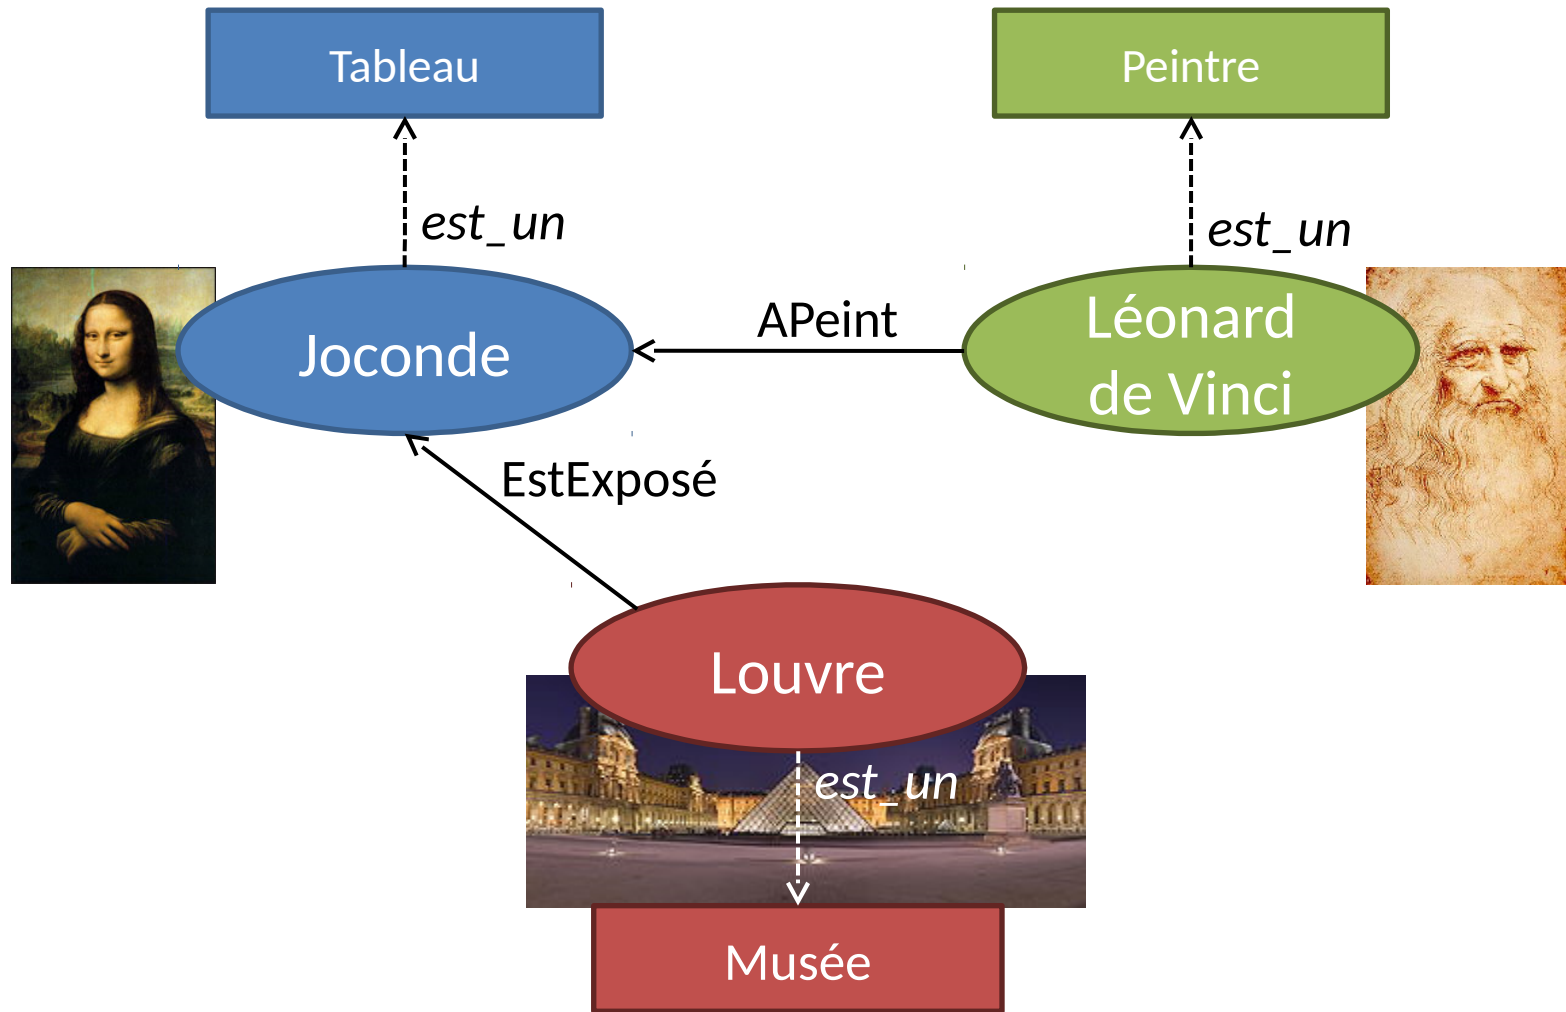 Tableau
Peintre
est_un
est_un
APeint
Joconde
Léonard
de Vinci
EstExposé
Louvre
est_un
Musée